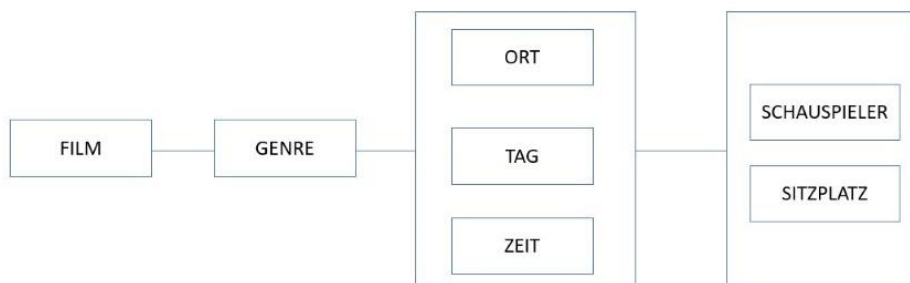 FILM
GENRE
ORT
TAG
ZEIT
SCHAUSPIELER
SITZPLATZ